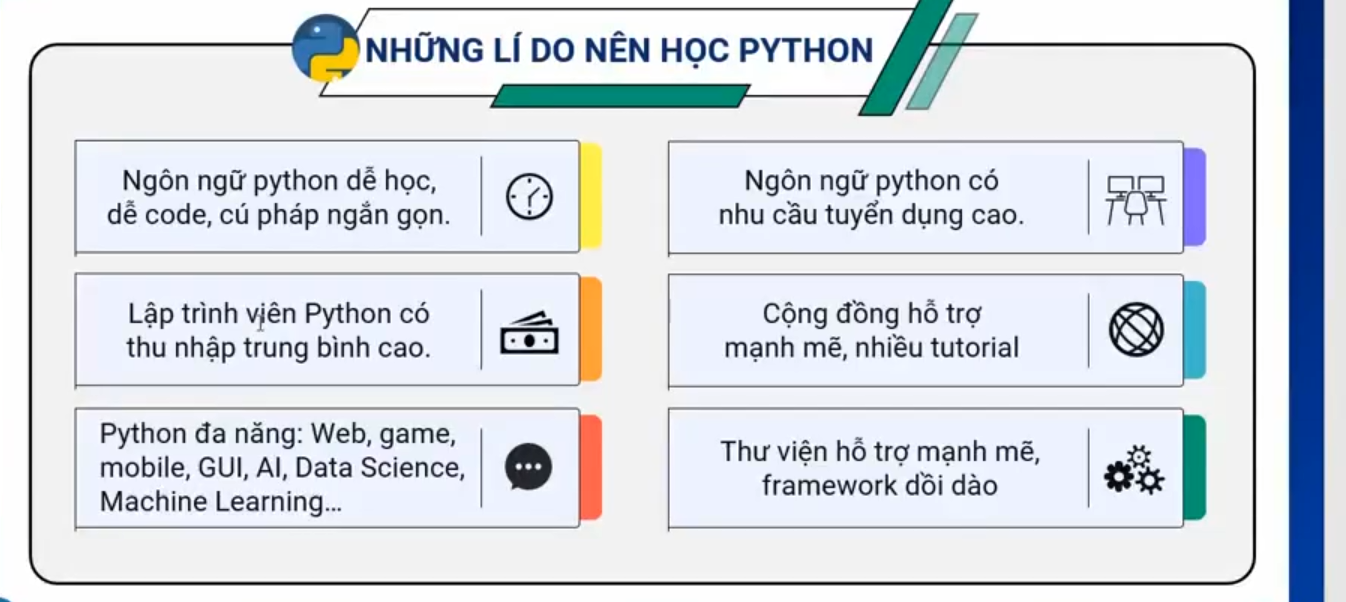 NHỮNG LÍ DO NÊN HỌC PYTHON
Ngôn ngữ python dễ học,
dễ code, cú pháp ngắn gọn.
Ngôn ngữ python có
nhu cầu tuyển dụng cao.
Lập trình viên Python có
thu nhập trung bình cao.
Cộng đồng hỗ trợ
mạnh mẽ, nhiều tutorial
Python đa năng: Web, game,
mobile, GUI, AI, Data Science,
Machine Learning...
Thư viện hỗ trợ mạnh mẽ,
framework dồi dào